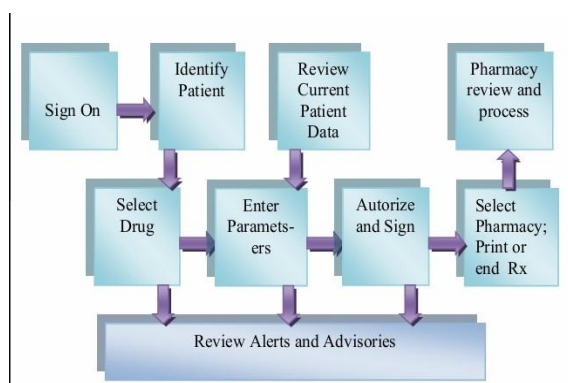 Sign On
Identify
Patient
Review
Current
Patient
Data
Pharmacy
review and
process
Select
Drug
Enter
Paramets-
ers
Autorize
and Sign
Select
Pharmacy;
Print or
end Rx
Review Alerts and Advisories